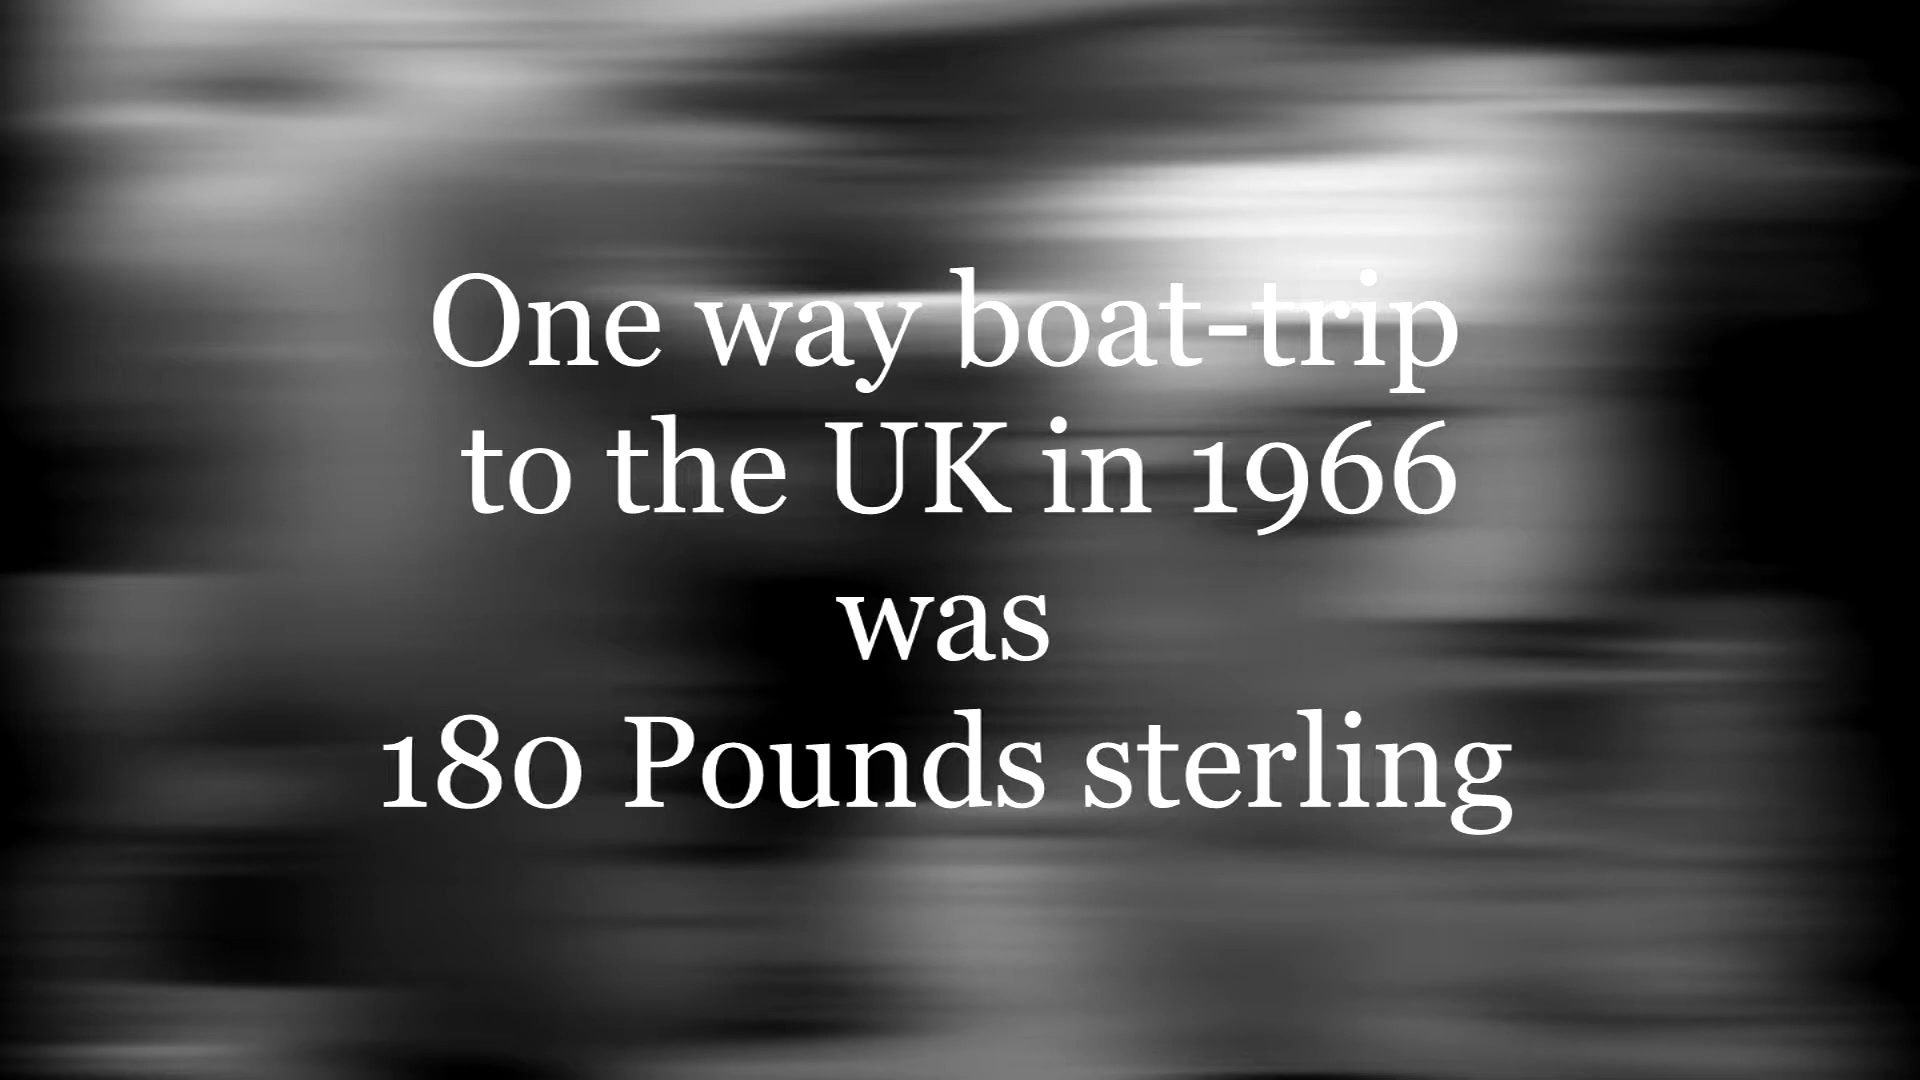 One way boat-trip
to the UK in 1966
was
180 Pounds sterling